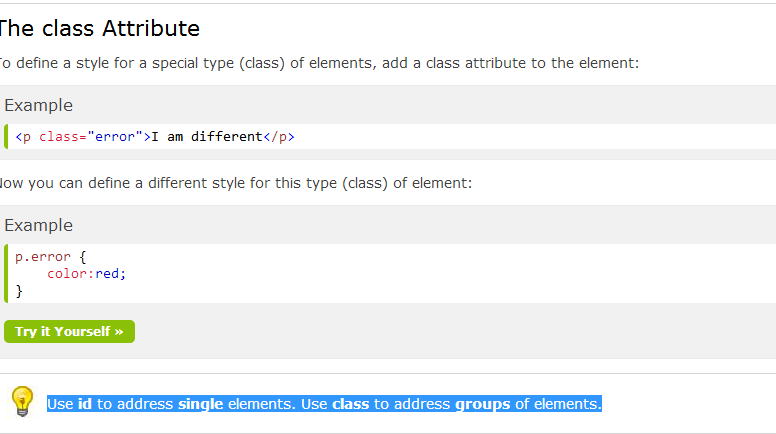 The class Attribute
To define a style for a special type (class) of elements, add a class attribute to the element:
Example
<p class="error">I am different</p>
Now you can define a different style for this type (class) of element:
Example
p.error {
    color:red;
}
Try it Yourself »
Use id to address single elements. Use class to address groups of elements.